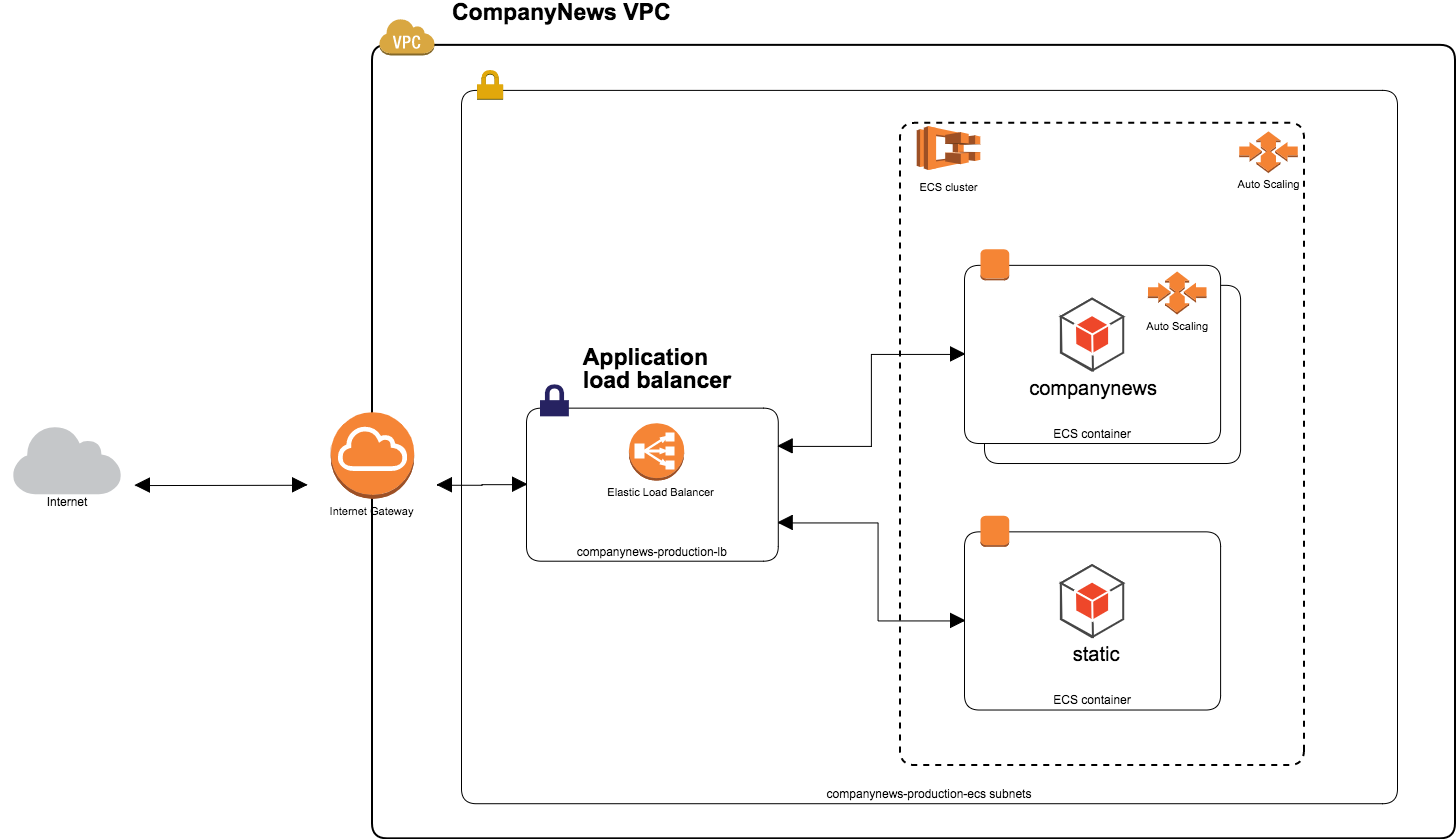 CompanyNews VPC
VPC
ECS cluster
Auto Scaling
Auto Scaling
companynews
ECS container
Application
load balancer
Elastic Load Balancer
companynews-production-lb
Internet
Internet Gateway
static
ECS container
companynews-production-ecs subnets